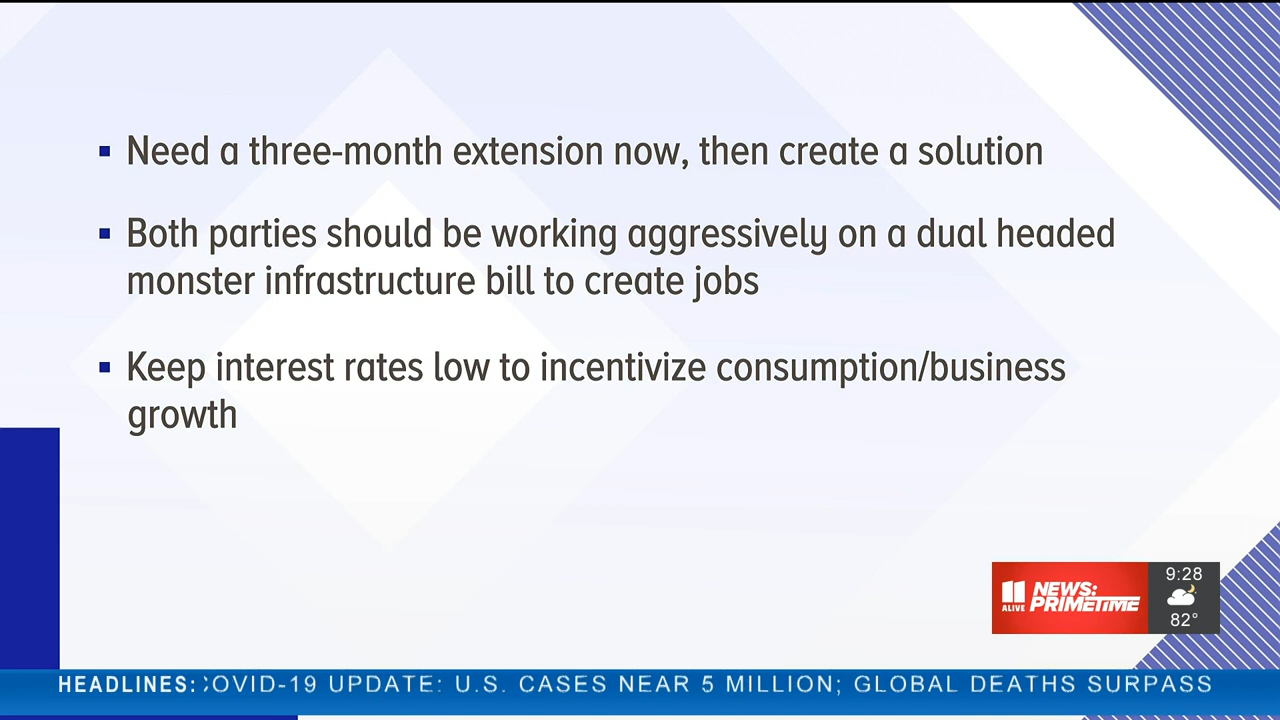 Need a three-month extension now, then create a solution
Both parties should be working aggressively on a dual headed
monster infrastructure bill to create jobs
Keep interest rates low to incentivize consumption/business
growth
11
ALIVE
NEWS:
PRIMETIME
9:28
82°
HEADLINES: COVID-19 UPDATE: U.S. CASES NEAR 5 MILLION; GLOBAL DEATHS SURPASS